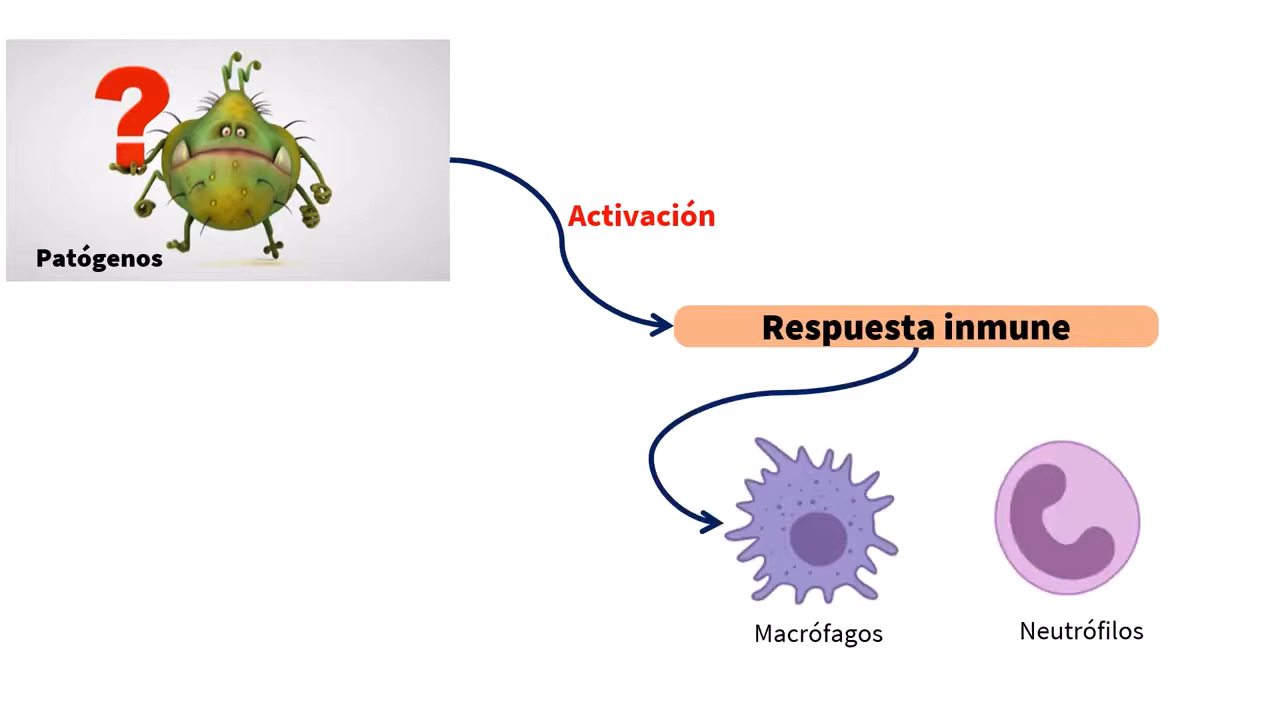 ?
Patógenos
Activación
Respuesta inmune
Macrófagos
Neutrófilos